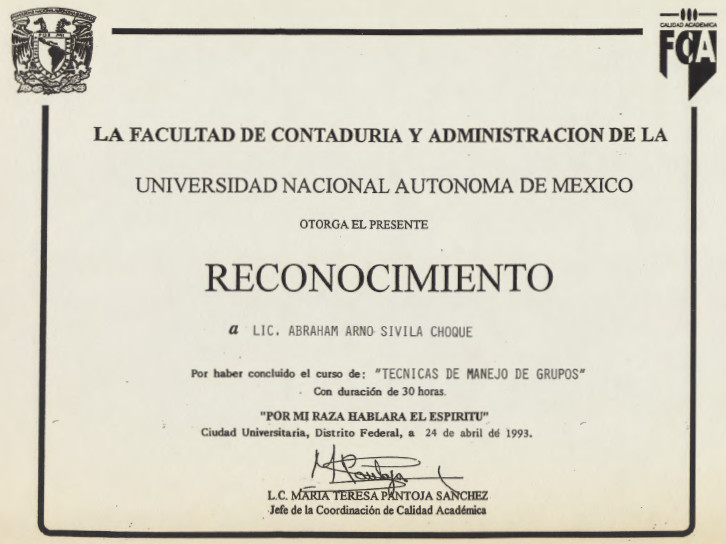 CALIDAD ACADEMICA
FCA
LA FACULTAD DE CONTADURIA Y ADMINISTRACION DE LA
UNIVERSIDAD NACIONAL AUTONOMA DE MEXICO
OTORGA EL PRESENTE
RECONOCIMIENTO
a LIC. ABRAHAM ARNO SIVILA CHOQUE
Por haber concluido el curso de: "TECNICAS DE MANEJO DE GRUPOS"
Con duración de 30 horas.
"POR MI RAZA HABLARA EL ESPIRITU"
Ciudad Universitaria, Distrito Federal, a 24 de abril de 1993.
L.C. MARIA TERESA PANTOJA SANCHEZ
Jefe de la Coordinación de Calidad Académica